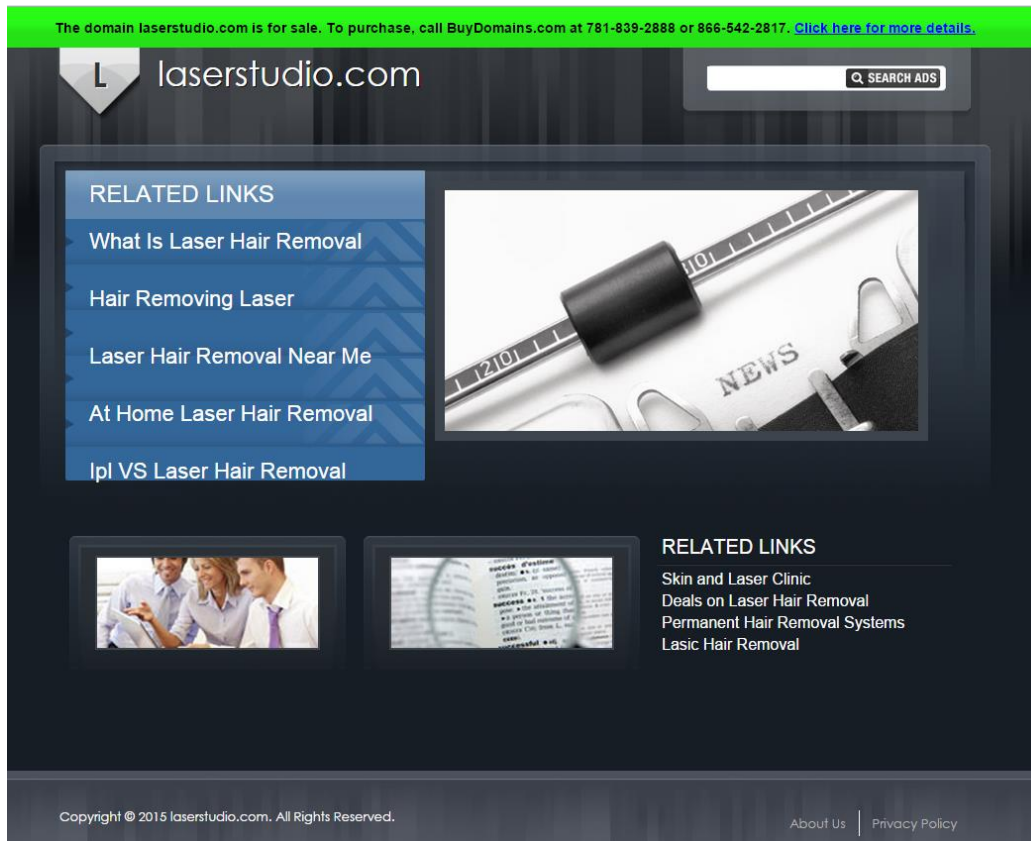 The domain laserstudio.com is for sale. To purchase, call BuyDomains.com at 781-839-2888 or 866-542-2817. Click here for more details.
L
laserstudio.com
SEARCH ADS
RELATED LINKS
What Is Laser Hair Removal
Hair Removing Laser
Laser Hair Removal Near Me
At Home Laser Hair Removal
Ipl VS Laser Hair Removal
NEWS
RELATED LINKS
Skin and Laser Clinic
Deals on Laser Hair Removal
Permanent Hair Removal Systems
Lasic Hair Removal
succès d'estime
success
successful
Copyright © 2015 laserstudio.com. All Rights Reserved.
About Us
Privacy Policy